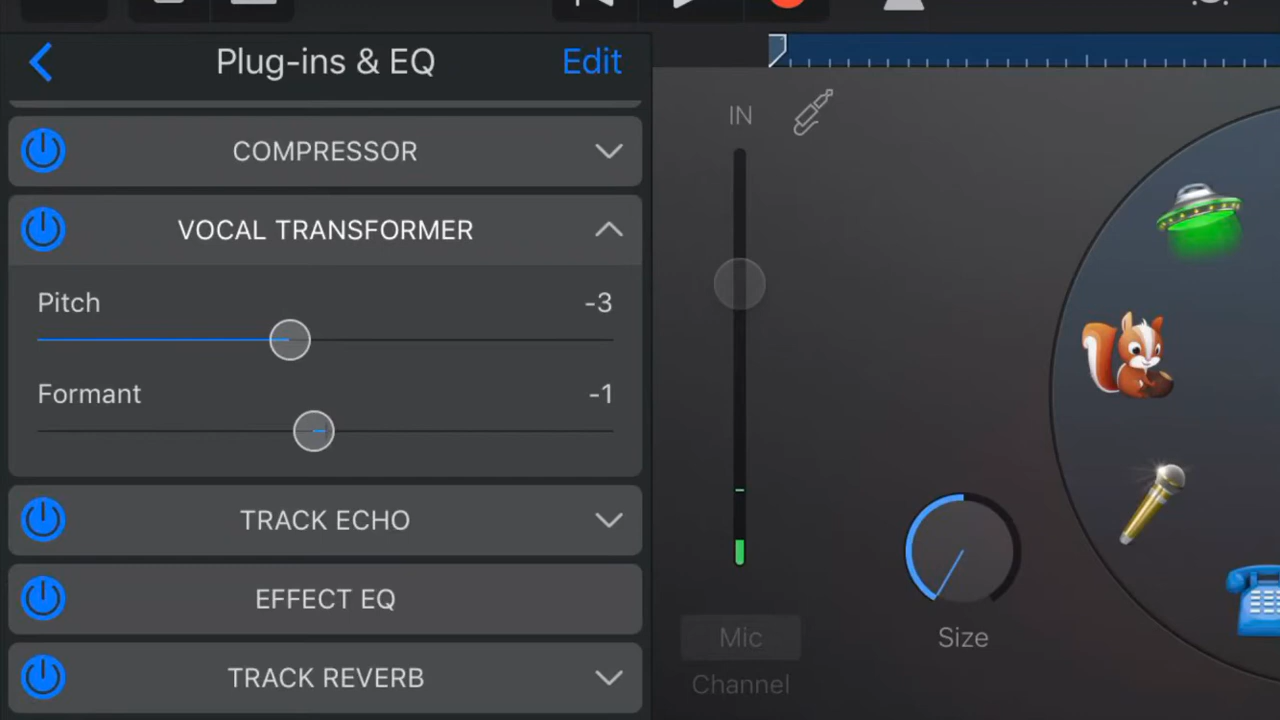 Plug-ins & EQ
Edit
COMPRESSOR
VOCAL TRANSFORMER
Pitch
-3
Formant
-1
TRACK ECHO
EFFECT EQ
TRACK REVERB
IN
Mic
Channel
Size